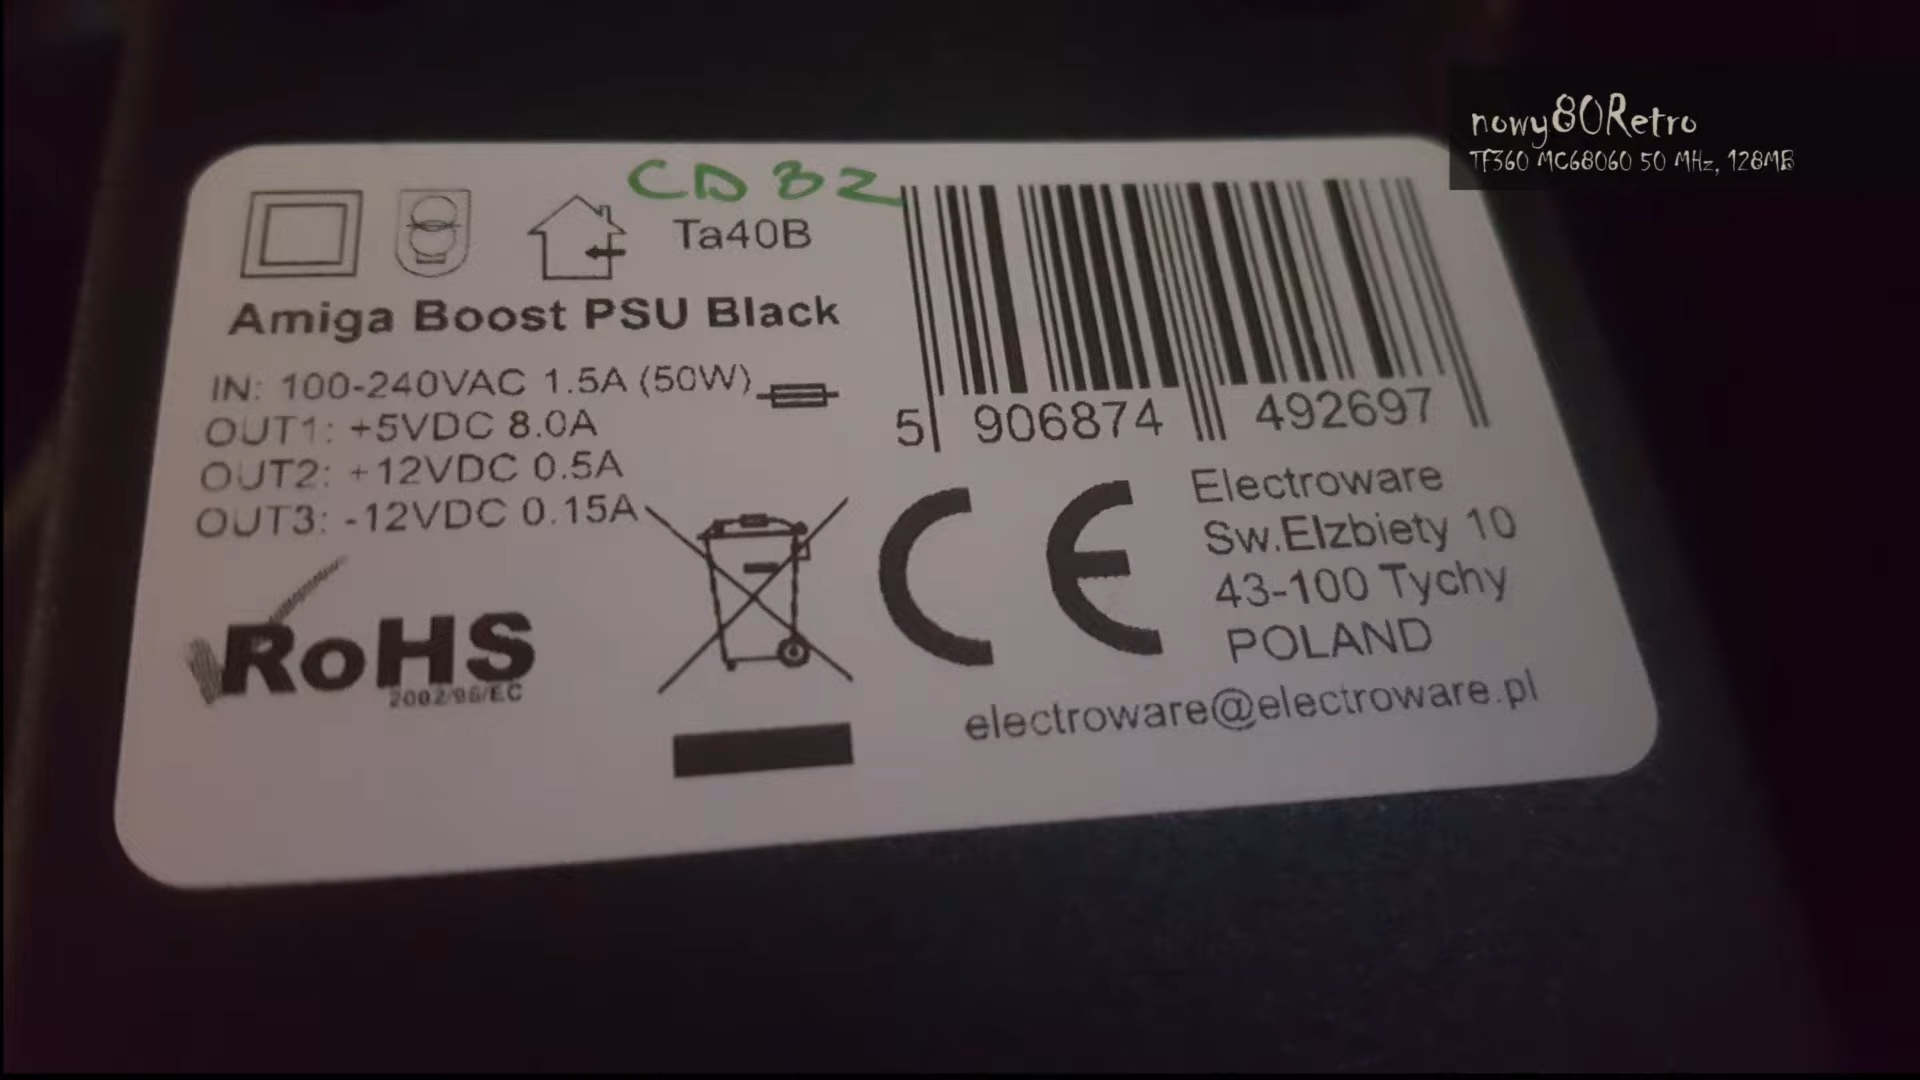 nowy80Retro
TF360 MC68060 50 MHz, 128MB
CD32
Ta40B
Amiga Boost PSU Black
IN: 100-240VAC 1.5A (50W)
OUT1: +5VDC 8.0A
OUT2: +12VDC 0.5A
OUT3: -12VDC 0.15A
RoHS
2002/95/EC
5 906874 492697
CE
Electroware
Sw.Elzbiety 10
43-100 Tychy
POLAND
electroware@electroware.pl